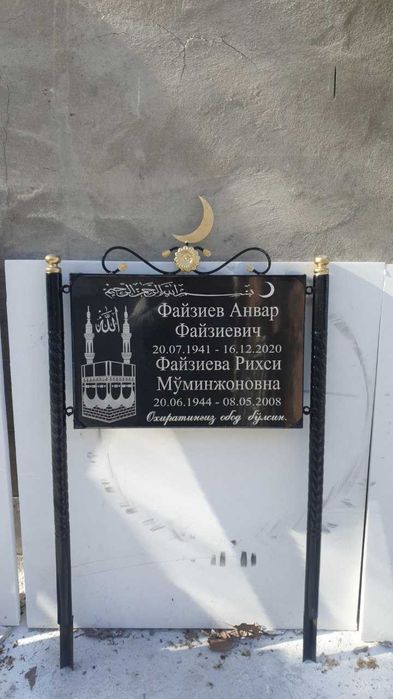 بسم الله الرحمن الرحيم
الله
Файзиев Анвар
Файзиевич
20.07.1941 - 16.12.2020
Файзиева Рихси
Мўминжоновна
20.06.1944 - 08.05.2008
Охиратингиз обод бўлсин.